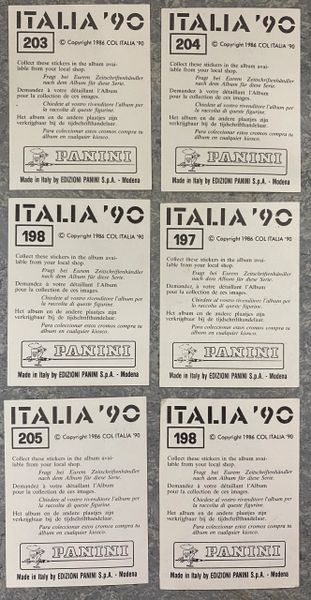 ITALIA '90
203
© Copyright 1986 COL ITALIA '90
Collect these stickers in the album avai-
lable from your local shop.
Fragt bei Eurem Zeitschriftenhändler
nach dem Album für diese Serie.
Demandez à votre détaillant l'Album
pour la collection de ces images.
Chiedete al vostro rivenditore l'album per
la raccolta di queste figurine.
Het album en de andere plaatjes zijn
verkrijgbaar bij de tijdschrifthandelaar.
Para coleccionar estos cromos compra tu
álbum en cualquier kiosco.
PANINI
Made in Italy by EDIZIONI PANINI S.p.A. - Modena
ITALIA '90
204
© Copyright 1986 COL ITALIA '90
Collect these stickers in the album avai-
lable from your local shop.
Fragt bei Eurem Zeitschriftenhändler
nach dem Album für diese Serie.
Demandez à votre détaillant l'Album
pour la collection de ces images.
Chiedete al vostro rivenditore l'album per
la raccolta di queste figurine.
Het album en de andere plaatjes zijn
verkrijgbaar bij de tijdschrifthandelaar.
Para coleccionar estos cromos compra tu
álbum en cualquier kiosco.
PANINI
Made in Italy by EDIZIONI PANINI S.p.A. - Modena
ITALIA '90
198
© Copyright 1986 COL ITALIA '90
Collect these stickers in the album avai-
lable from your local shop.
Fragt bei Eurem Zeitschriftenhändler
nach dem Album für diese Serie.
Demandez à votre détaillant l'Album
pour la collection de ces images.
Chiedete al vostro rivenditore l'album per
la raccolta di queste figurine.
Het album en de andere plaatjes zijn
verkrijgbaar bij de tijdschrifthandelaar.
Para coleccionar estos cromos compra tu
álbum en cualquier kiosco.
PANINI
Made in Italy by EDIZIONI PANINI S.p.A. - Modena
ITALIA '90
197
© Copyright 1986 COL ITALIA '90
Collect these stickers in the album avai-
lable from your local shop.
Fragt bei Eurem Zeitschriftenhändler
nach dem Album für diese Serie.
Demandez à votre détaillant l'Album
pour la collection de ces images.
Chiedete al vostro rivenditore l'album per
la raccolta di queste figurine.
Het album en de andere plaatjes zijn
verkrijgbaar bij de tijdschrifthandelaar.
Para coleccionar estos cromos compra tu
álbum en cualquier kiosco.
PANINI
Made in Italy by EDIZIONI PANINI S.p.A. - Modena
ITALIA '90
205
© Copyright 1986 COL ITALIA '90
Collect these stickers in the album avai-
lable from your local shop.
Fragt bei Eurem Zeitschriftenhändler
nach dem Album für diese Serie.
Demandez à votre détaillant l'Album
pour la collection de ces images.
Chiedete al vostro rivenditore l'album per
la raccolta di queste figurine.
Het album en de andere plaatjes zijn
verkrijgbaar bij de tijdschrifthandelaar.
Para coleccionar estos cromos compra tu
álbum en cualquier kiosco.
PANINI
Made in Italy by EDIZIONI PANINI S.p.A. - Modena
ITALIA '90
198
© Copyright 1986 COL ITALIA '90
Collect these stickers in the album avai-
lable from your local shop.
Fragt bei Eurem Zeitschriftenhändler
nach dem Album für diese Serie.
Demandez à votre détaillant l'Album
pour la collection de ces images.
Chiedete al vostro rivenditore l'album per
la raccolta di queste figurine.
Het album en de andere plaatjes zijn
verkrijgbaar bij de tijdschrifthandelaar.
Para coleccionar estos cromos compra tu
álbum en cualquier kiosco.
PANINI
Made in Italy by EDIZIONI PANINI S.p.A. - Modena